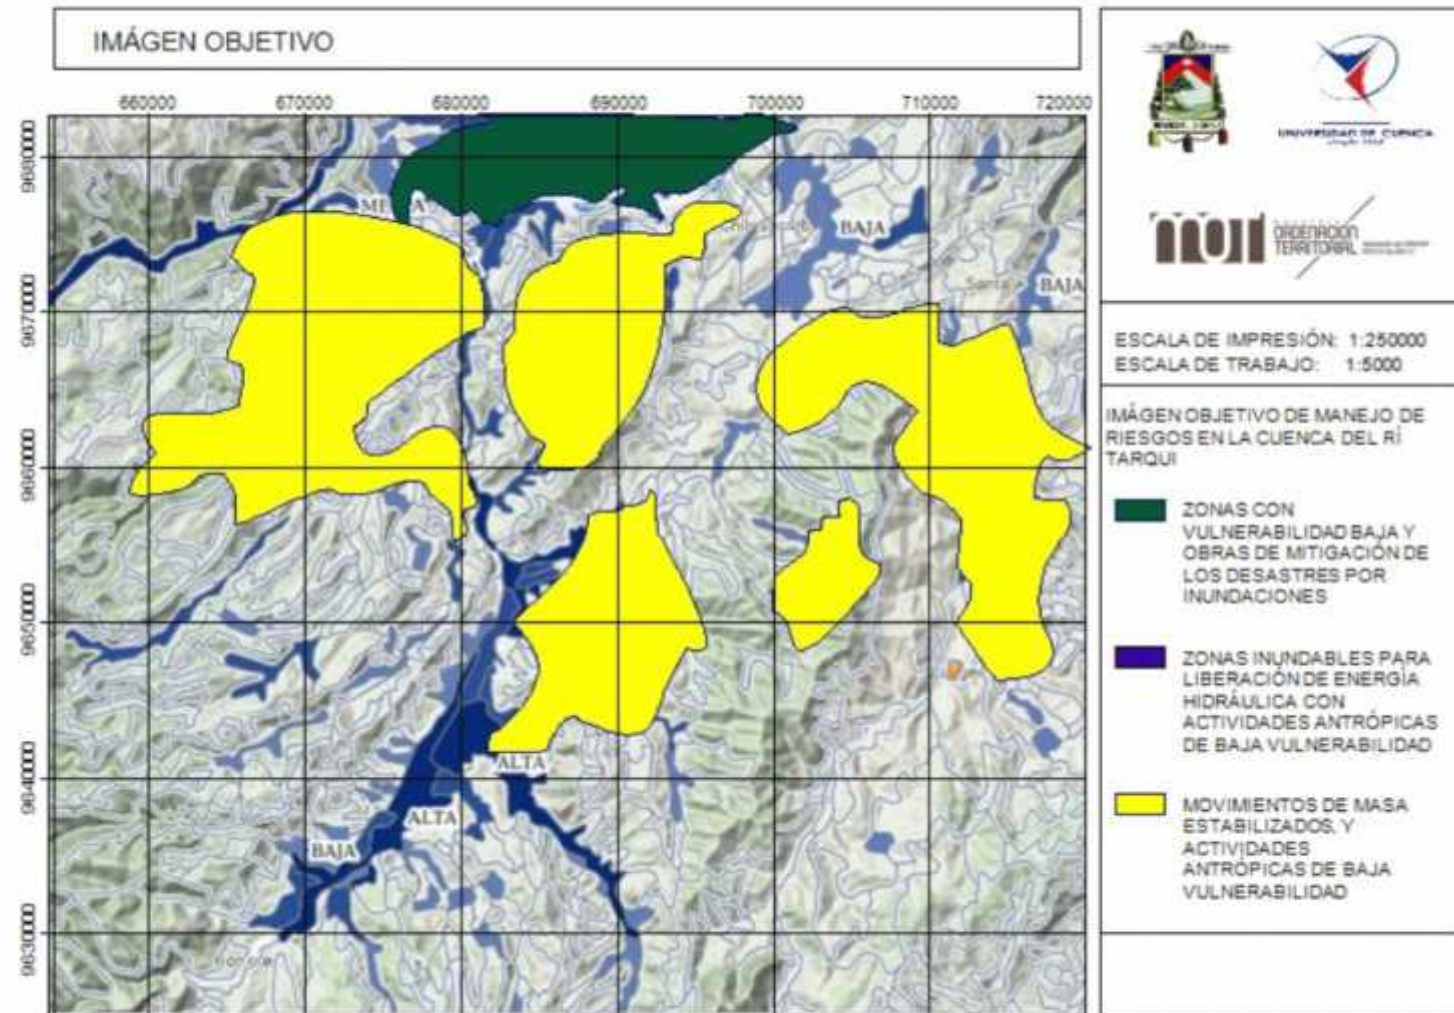 IMÁGEN OBJETIVO
660000 670000 680000 690000 700000 710000 720000
9680000
9670000
9660000
9650000
9640000
9630000
BAJA
BAJA
ALTA
ALTA
BAJA
UNIVERSIDAD DE CUENCA
ORDENACIÓN
TERRITORIAL
ESCALA DE IMPRESIÓN: 1:250000
ESCALA DE TRABAJO: 1:5000
IMÁGEN OBJETIVO DE MANEJO DE
RIESGOS EN LA CUENCA DEL RÍ
TARQUI
ZONAS CON
VULNERABILIDAD BAJA Y
OBRAS DE MITIGACIÓN DE
LOS DESASTRES POR
INUNDACIONES
ZONAS INUNDABLES PARA
LIBERACIÓN DE ENERGÍA
HIDRÁULICA CON
ACTIVIDADES ANTRÓPICAS
DE BAJA VULNERABILIDAD
MOVIMIENTOS DE MASA
ESTABILIZADOS, Y
ACTIVIDADES
ANTRÓPICAS DE BAJA
VULNERABILIDAD